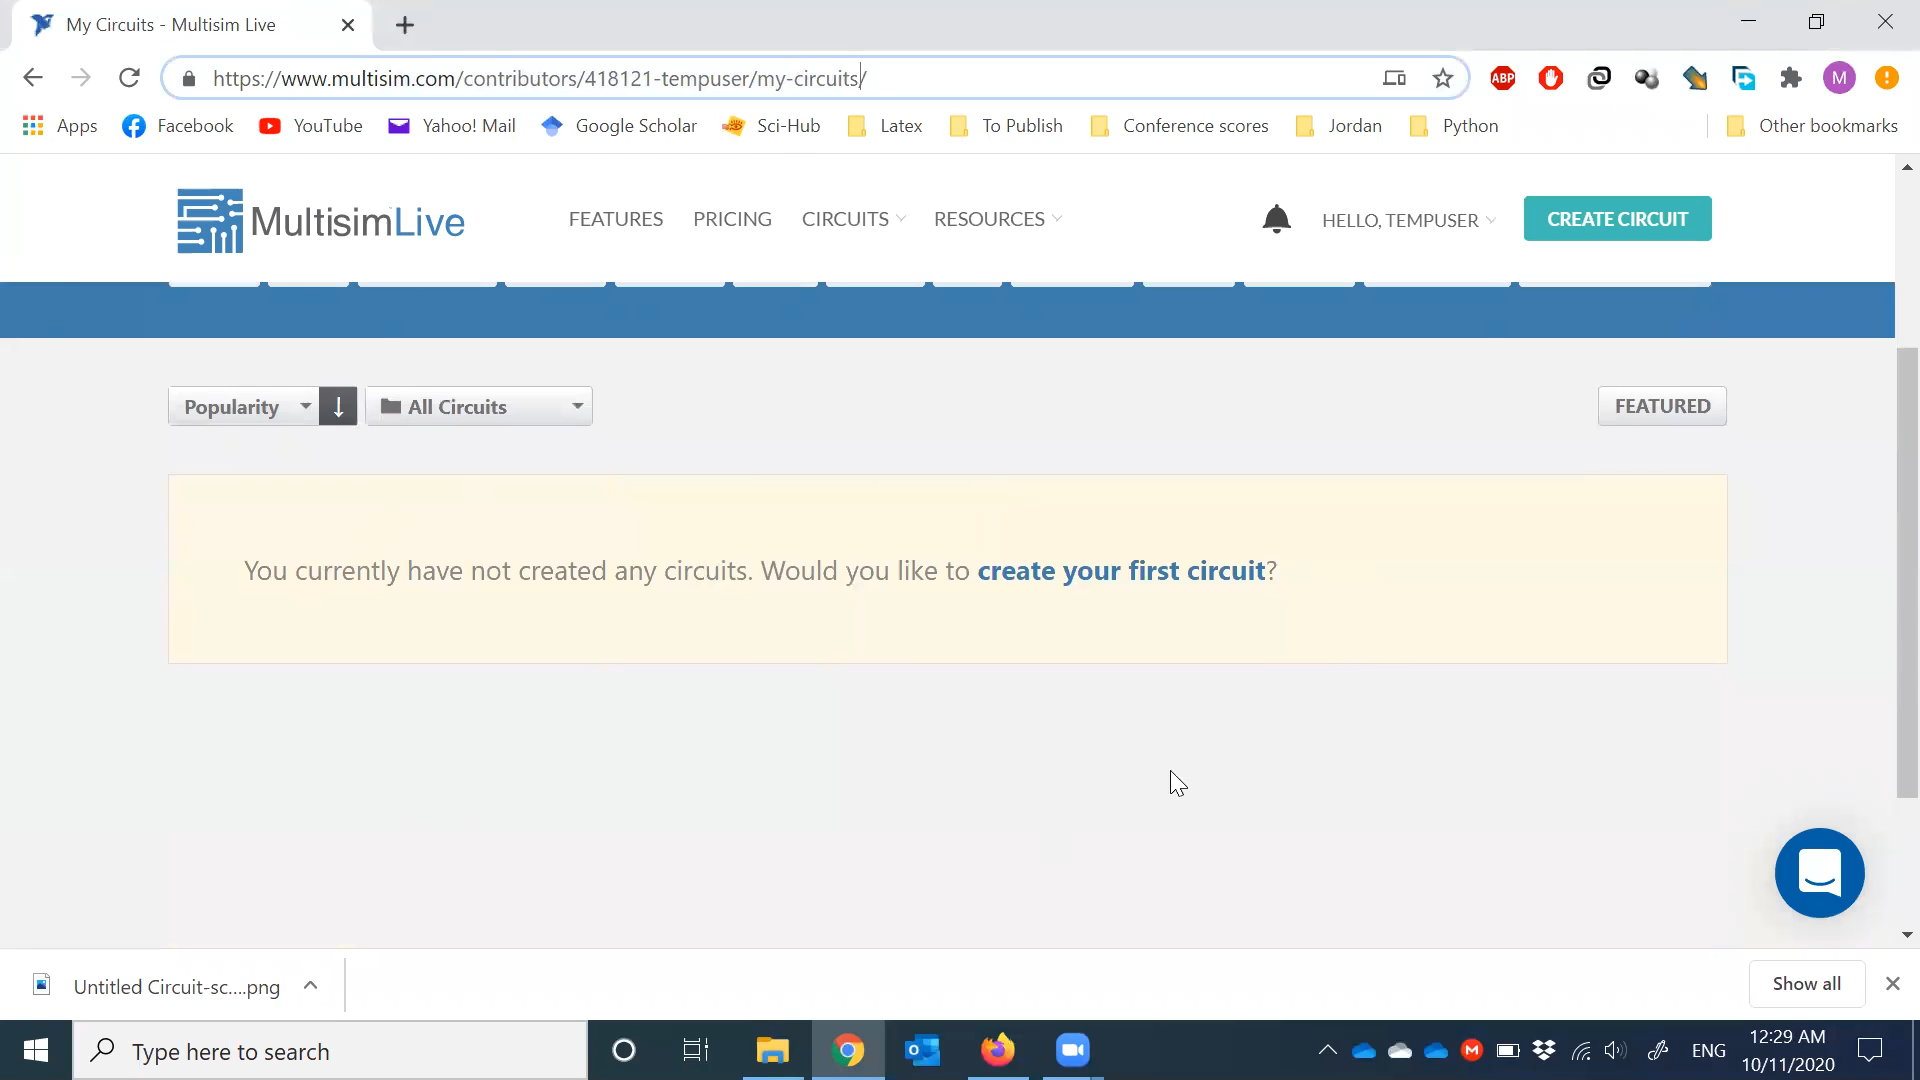 My Circuits - Multisim Live
https://www.multisim.com/contributors/418121-tempuser/my-circuits/
ABP
M
Apps
Facebook
YouTube
Yahoo! Mail
Google Scholar
Sci-Hub
Latex
To Publish
Conference scores
Jordan
Python
Other bookmarks
MultisimLive
FEATURES
PRICING
CIRCUITS
RESOURCES
HELLO, TEMPUSER
CREATE CIRCUIT
Popularity
All Circuits
FEATURED
You currently have not created any circuits. Would you like to create your first circuit?
Untitled Circuit-sc....png
Show all
Type here to search
ENG
12:29 AM
10/11/2020